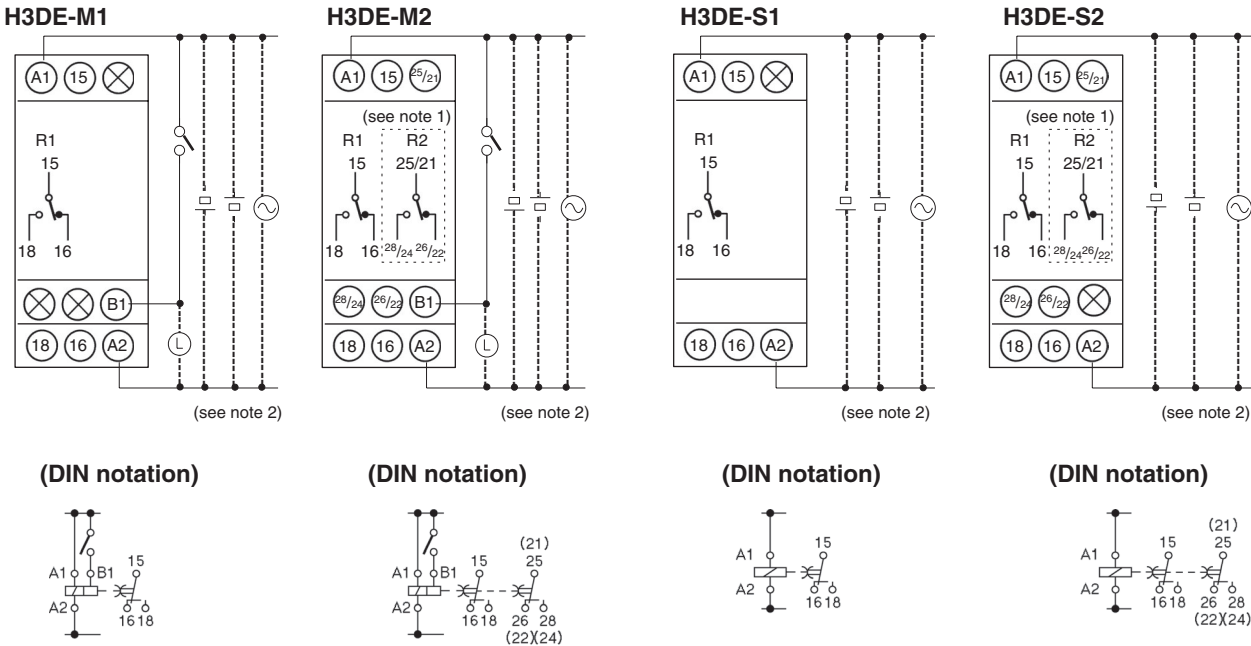 H3DE-M1
A1 15
R1
15
18 16
B1
18 16 A2
L
(see note 2)
(DIN notation)
15
A1 B1
A2
16 18
H3DE-M2
A1 15 25/21
(see note 1)
R1 R2
15 25/21
18 16 28/24 26/22
28/24 26/22 B1
18 16 A2
L
(see note 2)
(DIN notation)
(21)
15 25
A1 B1
A2
16 18 26 28
(22)(24)
H3DE-S1
A1 15
R1
15
18 16
18 16 A2
(see note 2)
(DIN notation)
A1 15
A2
16 18
H3DE-S2
A1 15 25/21
(see note 1)
R1 R2
15 25/21
18 16 28/24 26/22
28/24 26/22
18 16 A2
(see note 2)
(DIN notation)
(21)
15 25
A1
A2
16 18 26 28
(22)(24)